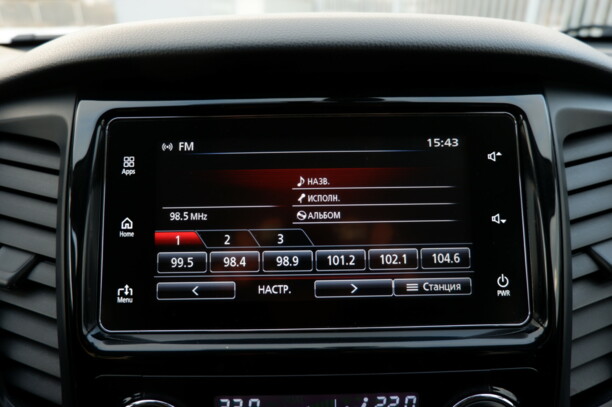 FM 15:43
Apps
НАЗВ.
ИСПОЛН.
Home
98.5 MHz АЛЬБОМ
1 2 3
99.5 98.4 98.9 101.2 102.1 104.6
Menu < НАСТР. > Станция PWR